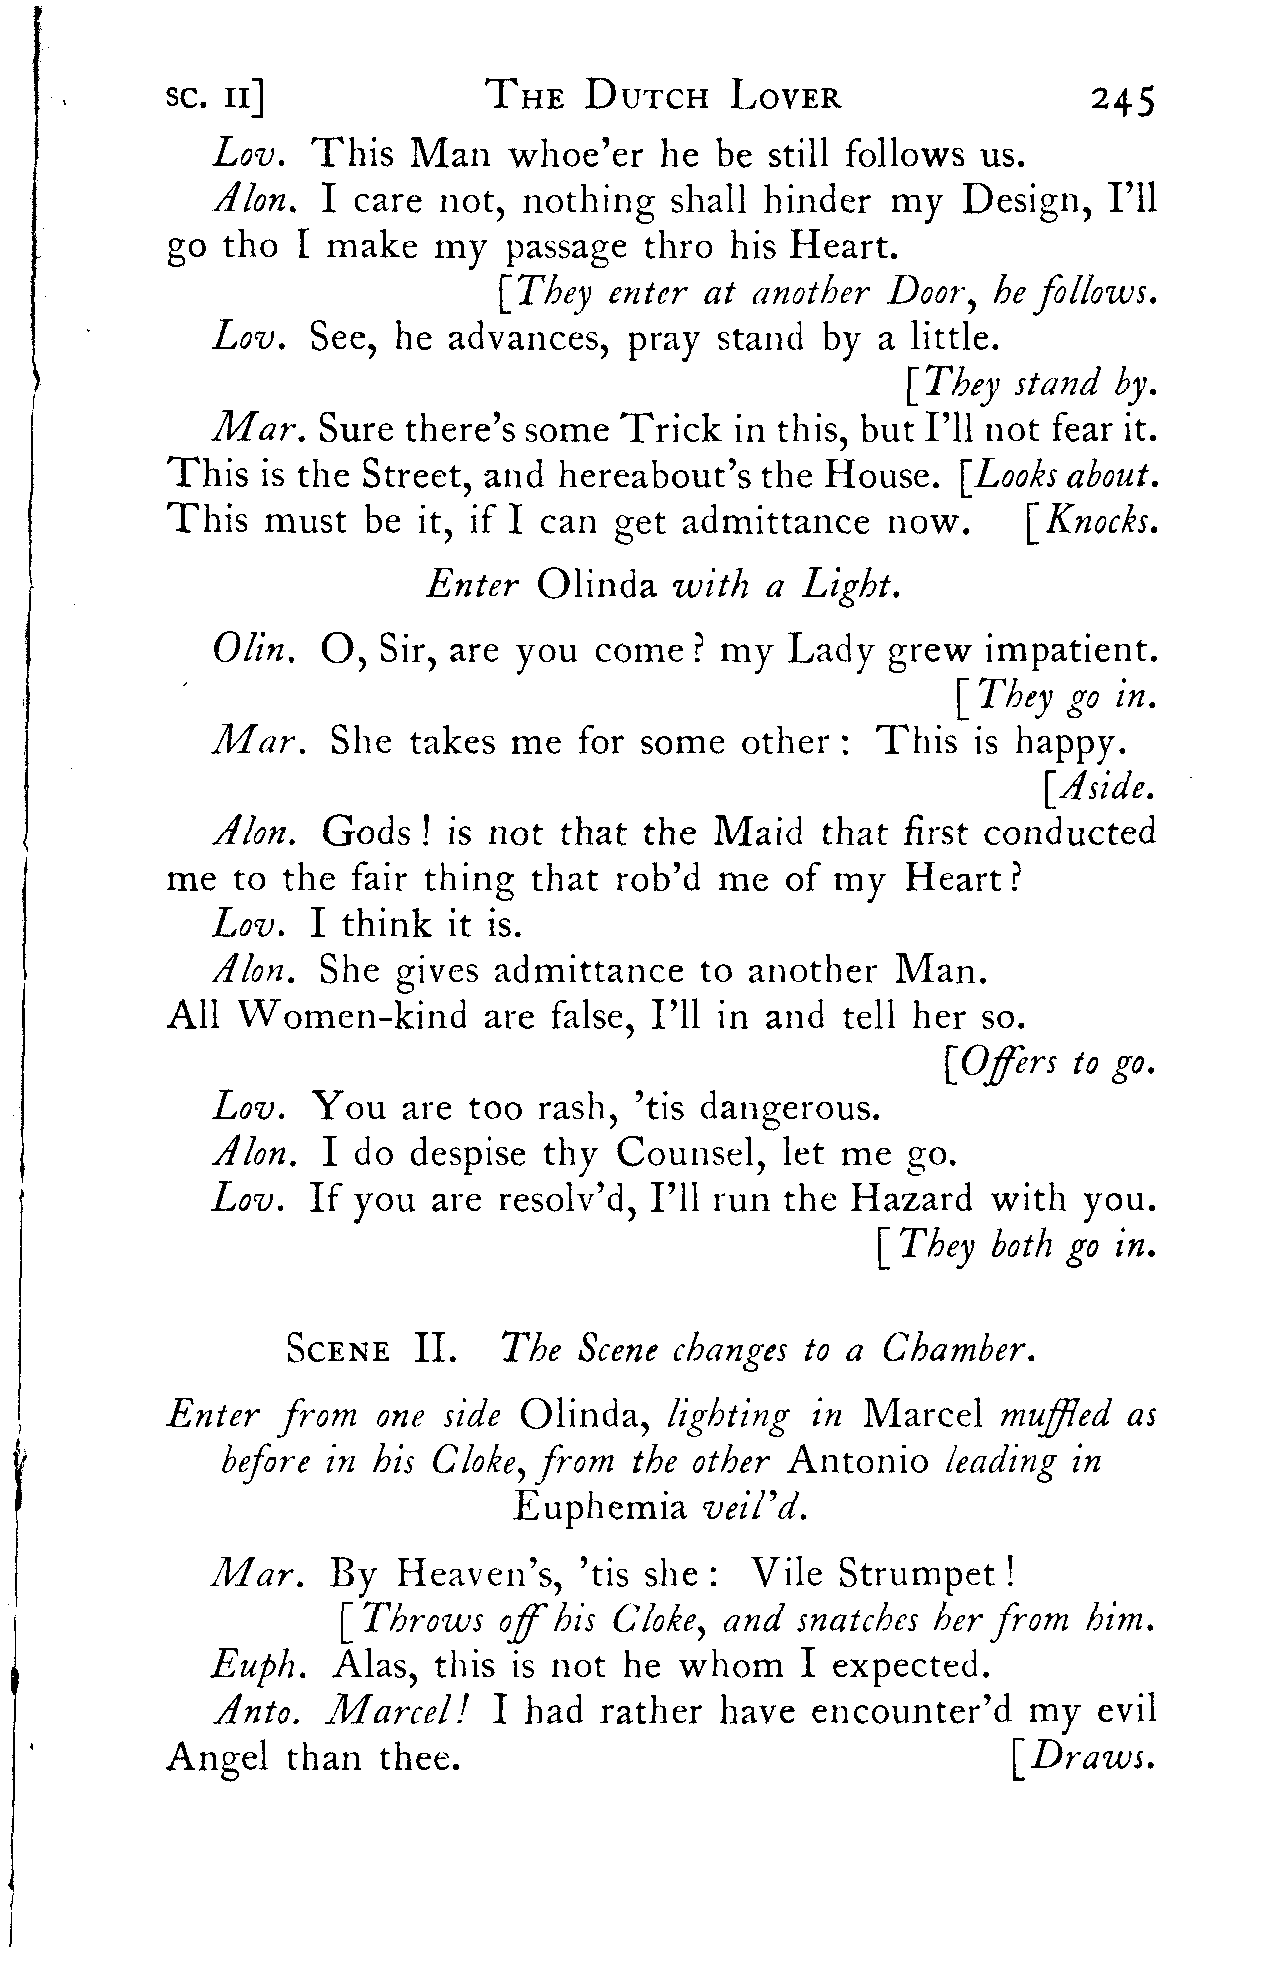 SC. II] THE DUTCH LOVER 245
Lov. This Man whoe'er he be still follows us.
Alon. I care not, nothing shall hinder my Design, I'll
go tho I make my passage thro his Heart.
[They enter at another Door, he follows.
Lov. See, he advances, pray stand by a little.
[They stand by.
Mar. Sure there's some Trick in this, but I'll not fear it.
This is the Street, and hereabout's the House. [Looks about.
This must be it, if I can get admittance now. [Knocks.
Enter Olinda with a Light.
Olin. O, Sir, are you come? my Lady grew impatient.
[They go in.
Mar. She takes me for some other: This is happy.
[Aside.
Alon. Gods! is not that the Maid that first conducted
me to the fair thing that rob'd me of my Heart?
Lov. I think it is.
Alon. She gives admittance to another Man.
All Women-kind are false, I'll in and tell her so.
[Offers to go.
Lov. You are too rash, 'tis dangerous.
Alon. I do despise thy Counsel, let me go.
Lov. If you are resolv'd, I'll run the Hazard with you.
[They both go in.
SCENE II. The Scene changes to a Chamber.
Enter from one side Olinda, lighting in Marcel muffled as
before in his Cloke, from the other Antonio leading in
Euphemia veil'd.
Mar. By Heaven's, 'tis she: Vile Strumpet!
[Throws off his Cloke, and snatches her from him.
Euph. Alas, this is not he whom I expected.
Anto. Marcel! I had rather have encounter'd my evil
Angel than thee. [Draws.